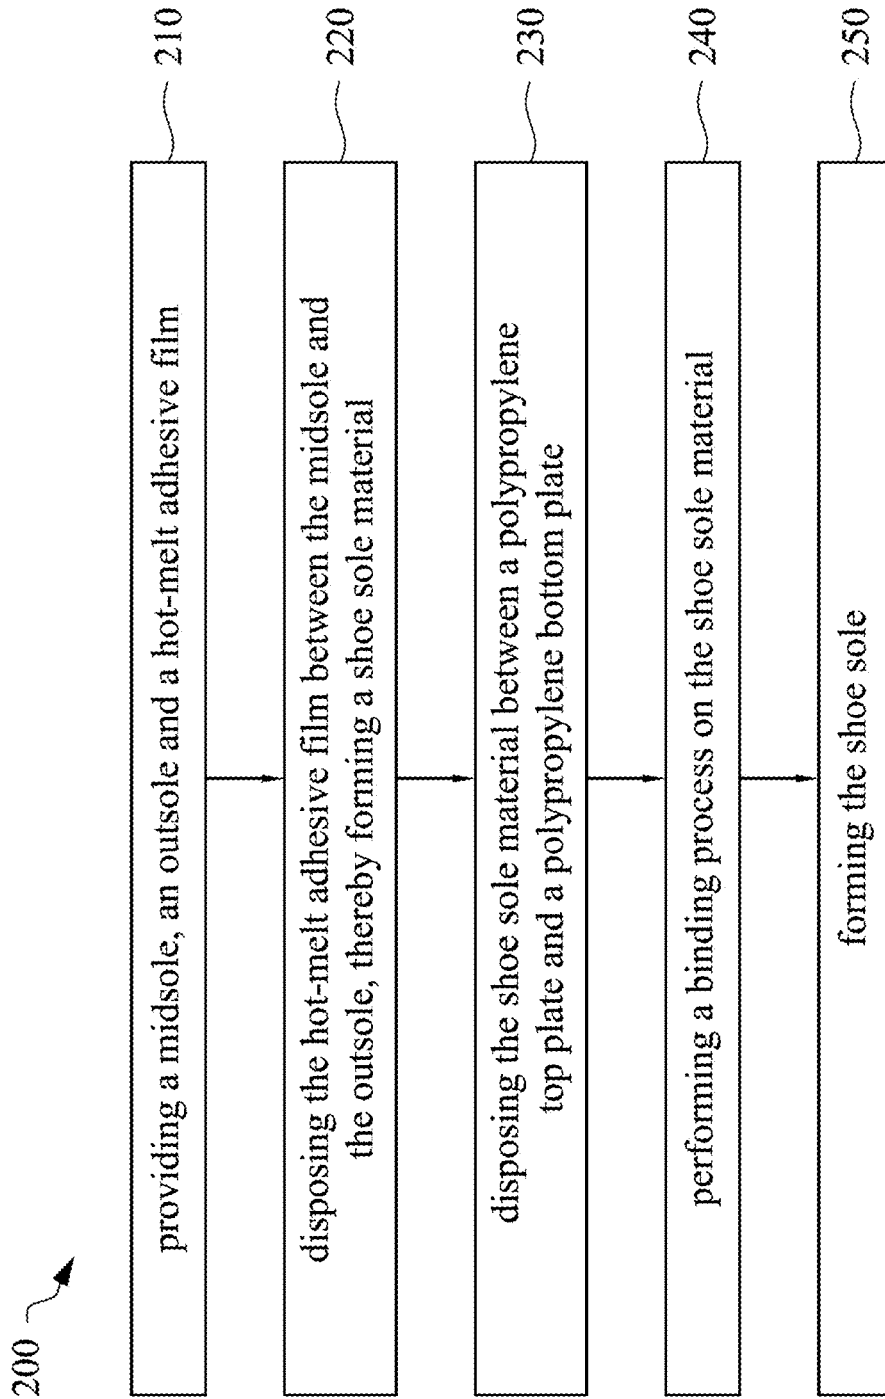 200
providing a midsole, an outsole and a hot-melt adhesive film
210
disposing the hot-melt adhesive film between the midsole and
the outsole, thereby forming a shoe sole material
220
disposing the shoe sole material between a polypropylene
top plate and a polypropylene bottom plate
230
performing a binding process on the shoe sole material
240
forming the shoe sole
250